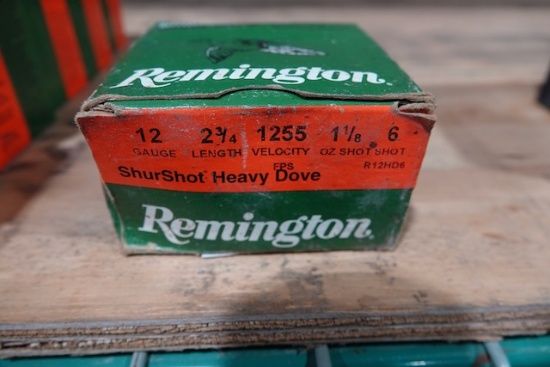 Remington
12 2¾ 1255 1⅛ 6
GAUGE LENGTH VELOCITY OZ SHOT SHOT
FPS R12HD6
ShurShot Heavy Dove
Remington.